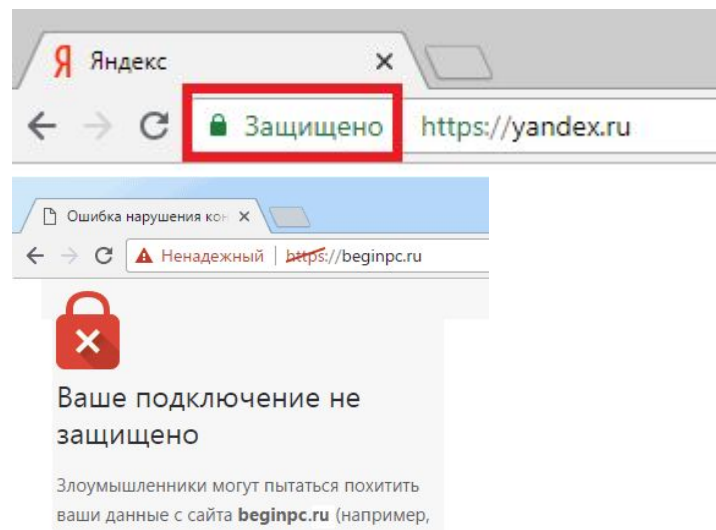 Я Яндекс
Защищено https://yandex.ru
Ошибка нарушения кон
Ненадежный https://beginpc.ru
Ваше подключение не
защищено
Злоумышленники могут пытаться похитить
ваши данные с сайта beginpc.ru (например,